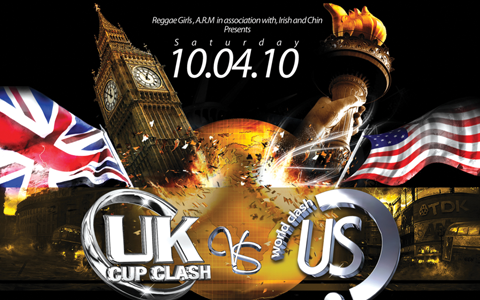 Reggae Girls , A.R.M in association with, Irish and Chin
Presents
Saturday
10.04.10
UK
CUP CLASH
VS
world clash
US
TDK